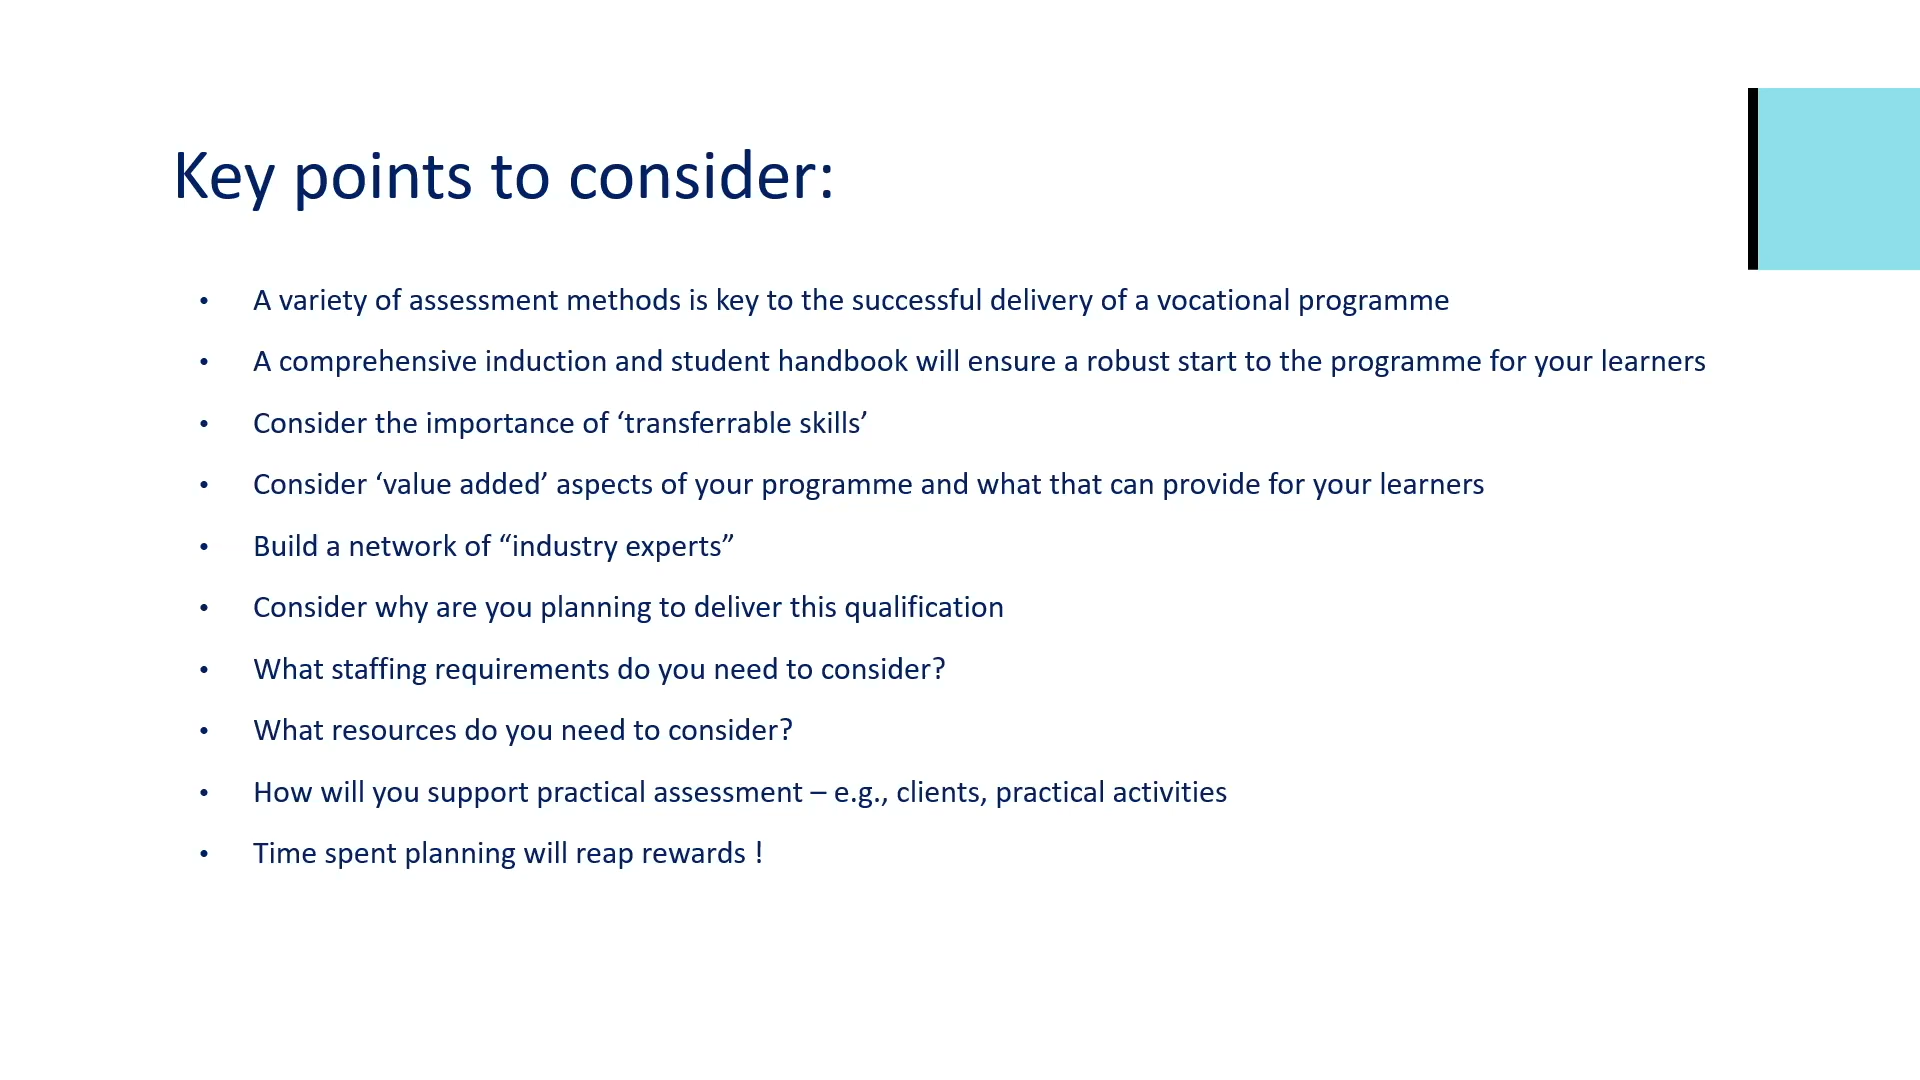 Key points to consider:
• A variety of assessment methods is key to the successful delivery of a vocational programme
• A comprehensive induction and student handbook will ensure a robust start to the programme for your learners
• Consider the importance of ‘transferrable skills’
• Consider ‘value added’ aspects of your programme and what that can provide for your learners
• Build a network of “industry experts”
• Consider why are you planning to deliver this qualification
• What staffing requirements do you need to consider?
• What resources do you need to consider?
• How will you support practical assessment – e.g., clients, practical activities
• Time spent planning will reap rewards !